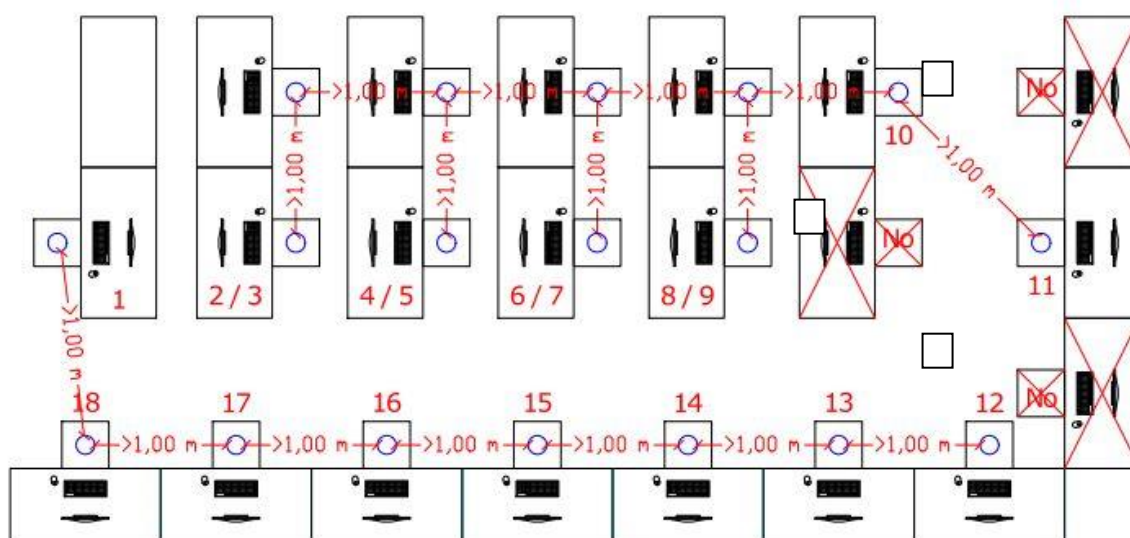 >1,00 m >1,00 m >1,00 m >1,00 m No
10
>1,00 m >1,00 m >1,00 m >1,00 m >1,00 m
No
1 2 / 3 4 / 5 6 / 7 8 / 9 11
>1,00 m
No
18 17 16 15 14 13 12
>1,00 m >1,00 m >1,00 m >1,00 m >1,00 m >1,00 m